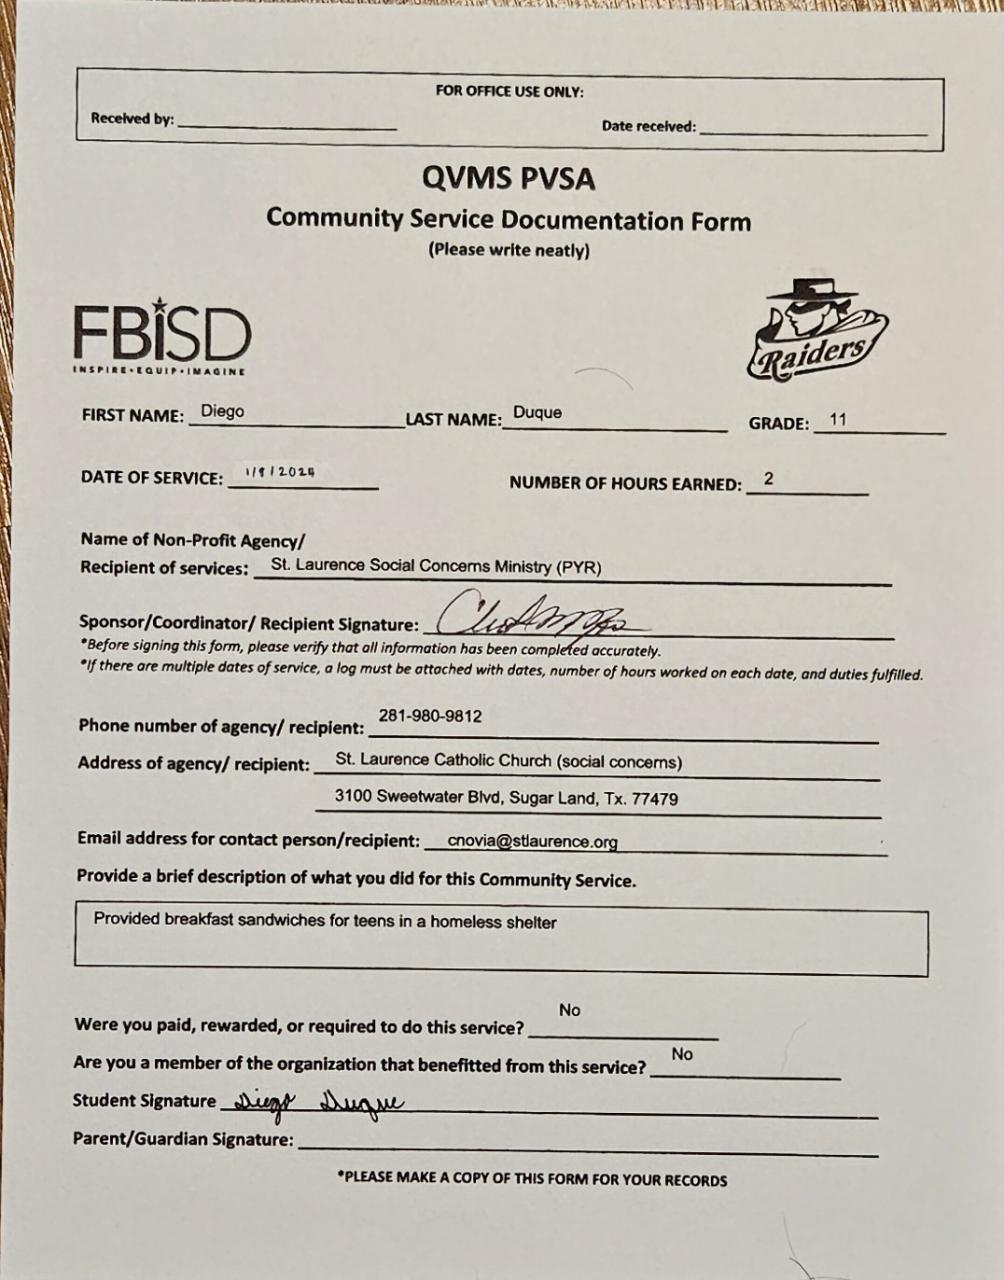 FOR OFFICE USE ONLY:
Received by: Date received:
QVMS PVSA
Community Service Documentation Form
(Please write neatly)
FBiSD
INSPIRE•EQUIP•IMAGINE
Raiders
FIRST NAME: Diego LAST NAME: Duque GRADE: 11
DATE OF SERVICE: 1/8/2024 NUMBER OF HOURS EARNED: 2
Name of Non-Profit Agency/
Recipient of services: St. Laurence Social Concerns Ministry (PYR)
Sponsor/Coordinator/ Recipient Signature:
*Before signing this form, please verify that all information has been completed accurately.
*If there are multiple dates of service, a log must be attached with dates, number of hours worked on each date, and duties fulfilled.
Phone number of agency/ recipient: 281-980-9812
Address of agency/ recipient: St. Laurence Catholic Church (social concerns)
3100 Sweetwater Blvd, Sugar Land, Tx. 77479
Email address for contact person/recipient: cnovia@stlaurence.org
Provide a brief description of what you did for this Community Service.
Provided breakfast sandwiches for teens in a homeless shelter
Were you paid, rewarded, or required to do this service? No
Are you a member of the organization that benefitted from this service? No
Student Signature Diego Duque
Parent/Guardian Signature:
*PLEASE MAKE A COPY OF THIS FORM FOR YOUR RECORDS